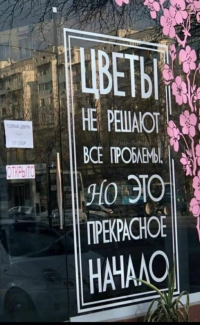 ЦВЕТЫ
НЕ РЕШАЮТ
ВСЕ ПРОБЛЕМЫ,
НО ЭТО
ПРЕКРАСНОЕ
НАЧАЛО
ОТКРЫТО